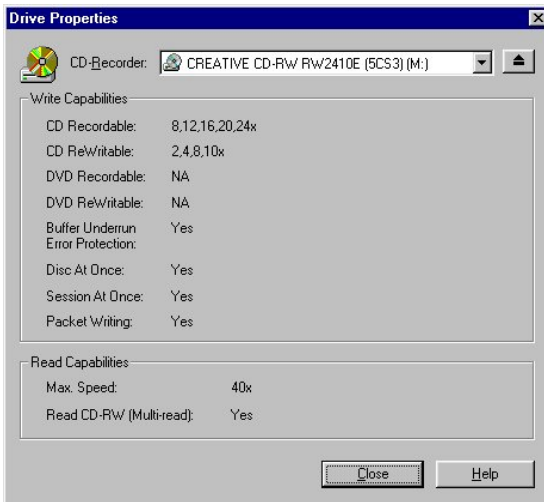 Drive Properties
CD-Recorder: CREATIVE CD-RW RW2410E (5CS3) (M:)
Write Capabilities
CD Recordable: 8,12,16,20,24x
CD ReWritable: 2,4,8,10x
DVD Recordable: NA
DVD ReWritable: NA
Buffer Underrun Yes
Error Protection:
Disc At Once: Yes
Session At Once: Yes
Packet Writing: Yes
Read Capabilities
Max. Speed: 40x
Read CD-RW (Multi-read): Yes
Close Help